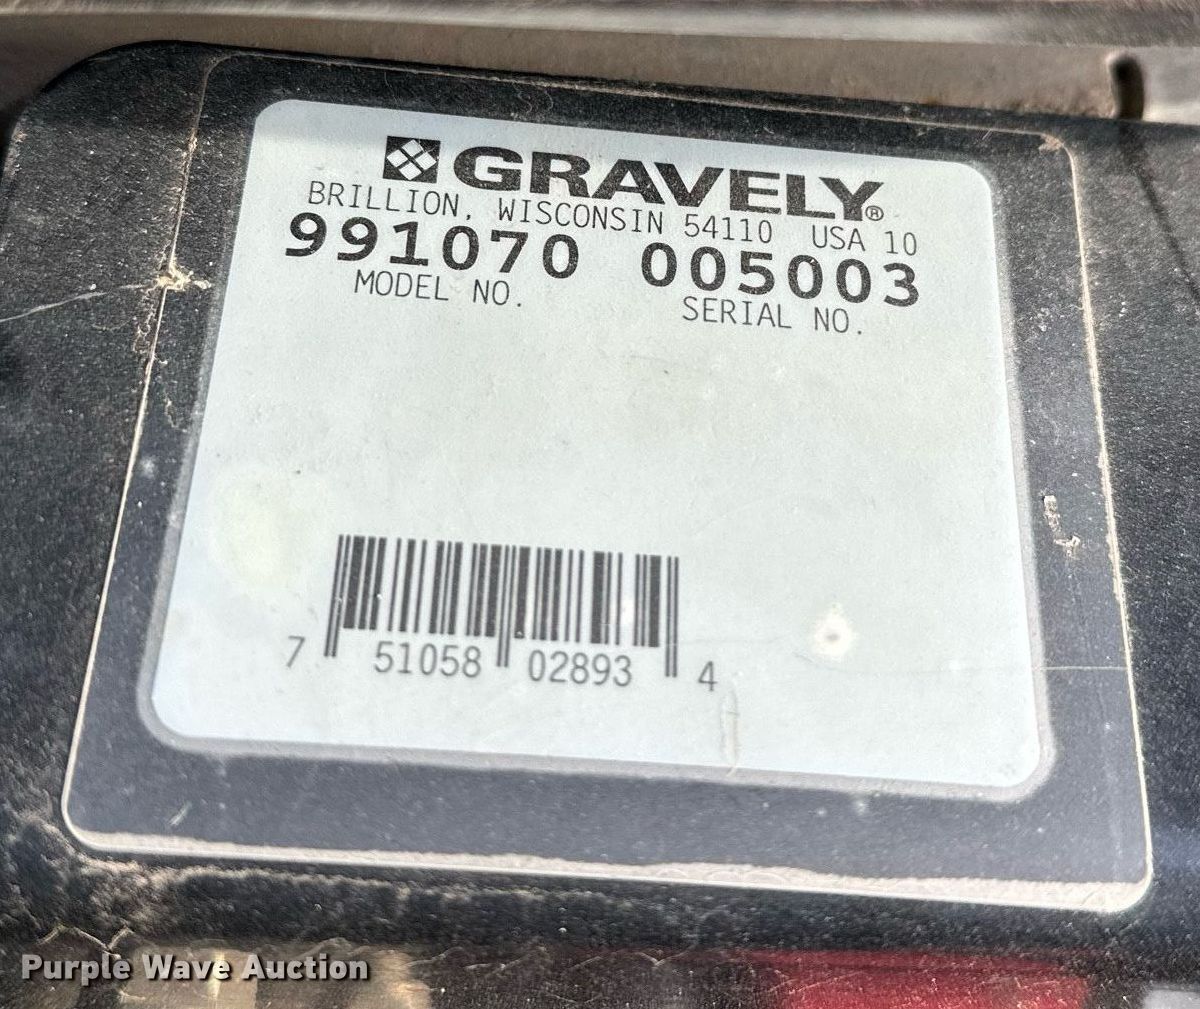 GRAVELY®
BRILLION, WISCONSIN 54110 USA 10
991070 005003
MODEL NO. SERIAL NO.
7 51058 02893 4
Purple Wave Auction